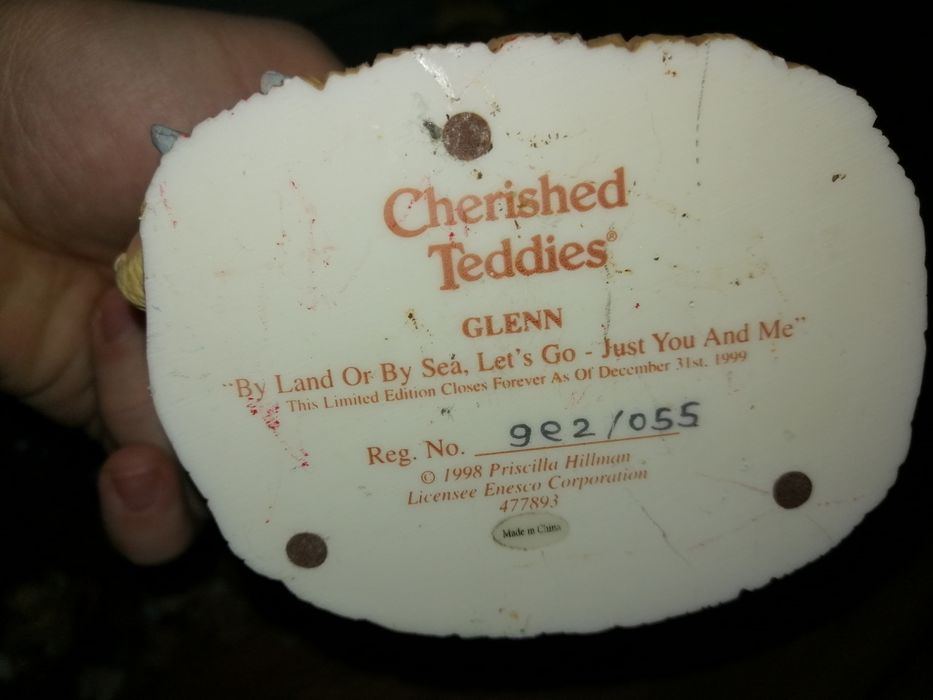 Cherished
Teddies®
GLENN
"By Land Or By Sea, Let's Go - Just You And Me"
This Limited Edition Closes Forever As Of December 31st, 1999
Reg. No. 9e2/055
© 1998 Priscilla Hillman
Licensee Enesco Corporation
477893
Made in China